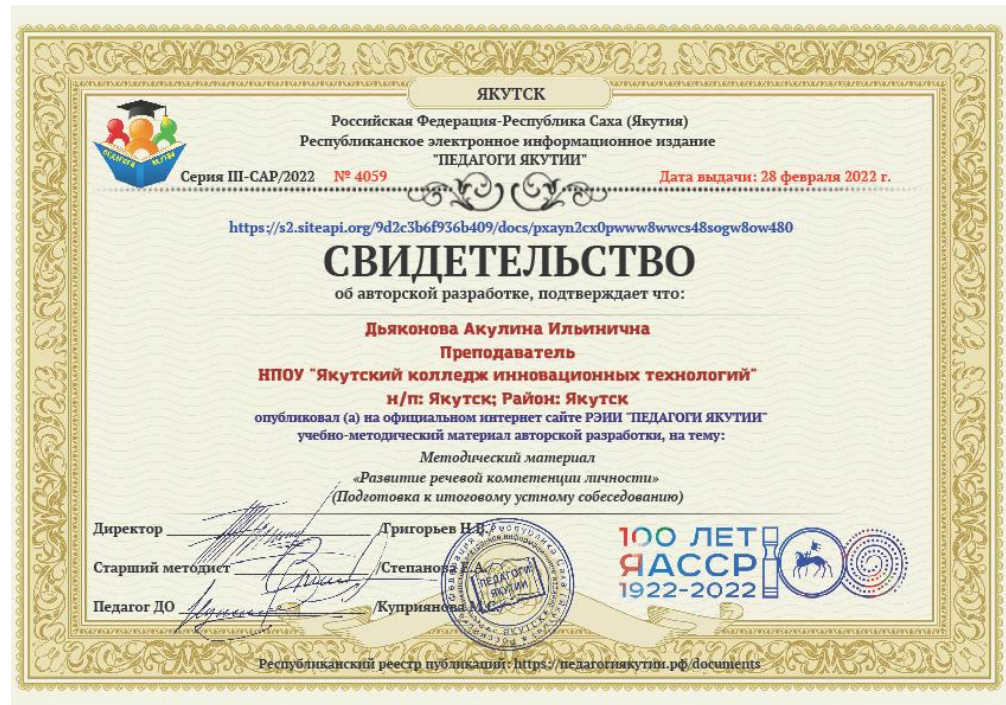 ЯКУТСК
Российская Федерация-Республика Саха (Якутия)
Республиканское электронное информационное издание
"ПЕДАГОГИ ЯКУТИИ"
ПЕДАГОГИ ЯКУТИИ
Серия III-САР/2022 № 4059 Дата выдачи: 28 февраля 2022 г.
https://s2.siteapi.org/9d2c3b6f936b409/docs/pxayn2cx0pwww8wwcs48sogw8ow480
СВИДЕТЕЛЬСТВО
об авторской разработке, подтверждает что:
Дьяконова Акулина Ильинична
Преподаватель
НПОУ "Якутский колледж инновационных технологий"
н/п: Якутск; Район: Якутск
опубликовал (а) на официальном интернет сайте РЭИИ "ПЕДАГОГИ ЯКУТИИ"
учебно-методический материал авторской разработки, на тему:
Методический материал
«Развитие речевой компетенции личности»
(Подготовка к итоговому устному собеседованию)
Директор /Григорьев Н.В./
Старший методист /Степанова Е.А.
Педагог ДО /Куприянова М.С./
ПЕДАГОГИ
ЯКУТИИ
100 ЛЕТ
ЯАССР
1922-2022
Республиканский реестр публикаций: https://педагогиякутии.рф/documents